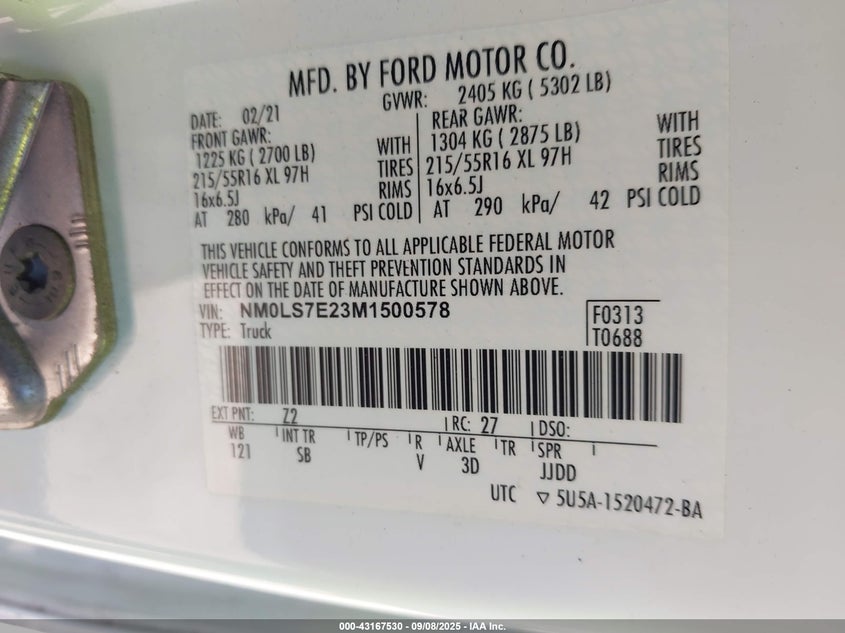 MFD. BY FORD MOTOR CO.
DATE: 02/21 GVWR: 2405 KG ( 5302 LB)
FRONT GAWR: REAR GAWR:
1225 KG ( 2700 LB) WITH 1304 KG ( 2875 LB) WITH
215/55R16 XL 97H TIRES 215/55R16 XL 97H TIRES
16x6.5J RIMS 16x6.5J RIMS
AT 280 kPa/ 41 PSI COLD AT 290 kPa/ 42 PSI COLD
THIS VEHICLE CONFORMS TO ALL APPLICABLE FEDERAL MOTOR
VEHICLE SAFETY AND THEFT PREVENTION STANDARDS IN
EFFECT ON THE DATE OF MANUFACTURE SHOWN ABOVE.
VIN: NM0LS7E23M1500578 F0313
TYPE: Truck T0688
EXT PNT: Z2 RC: 27 DSO:
WB INT TR TP/PS R AXLE TR SPR
121 SB V 3D JJDD
UTC ▽ 5U5A-1520472-BA
000-43167530 - 09/08/2025 - IAA Inc.